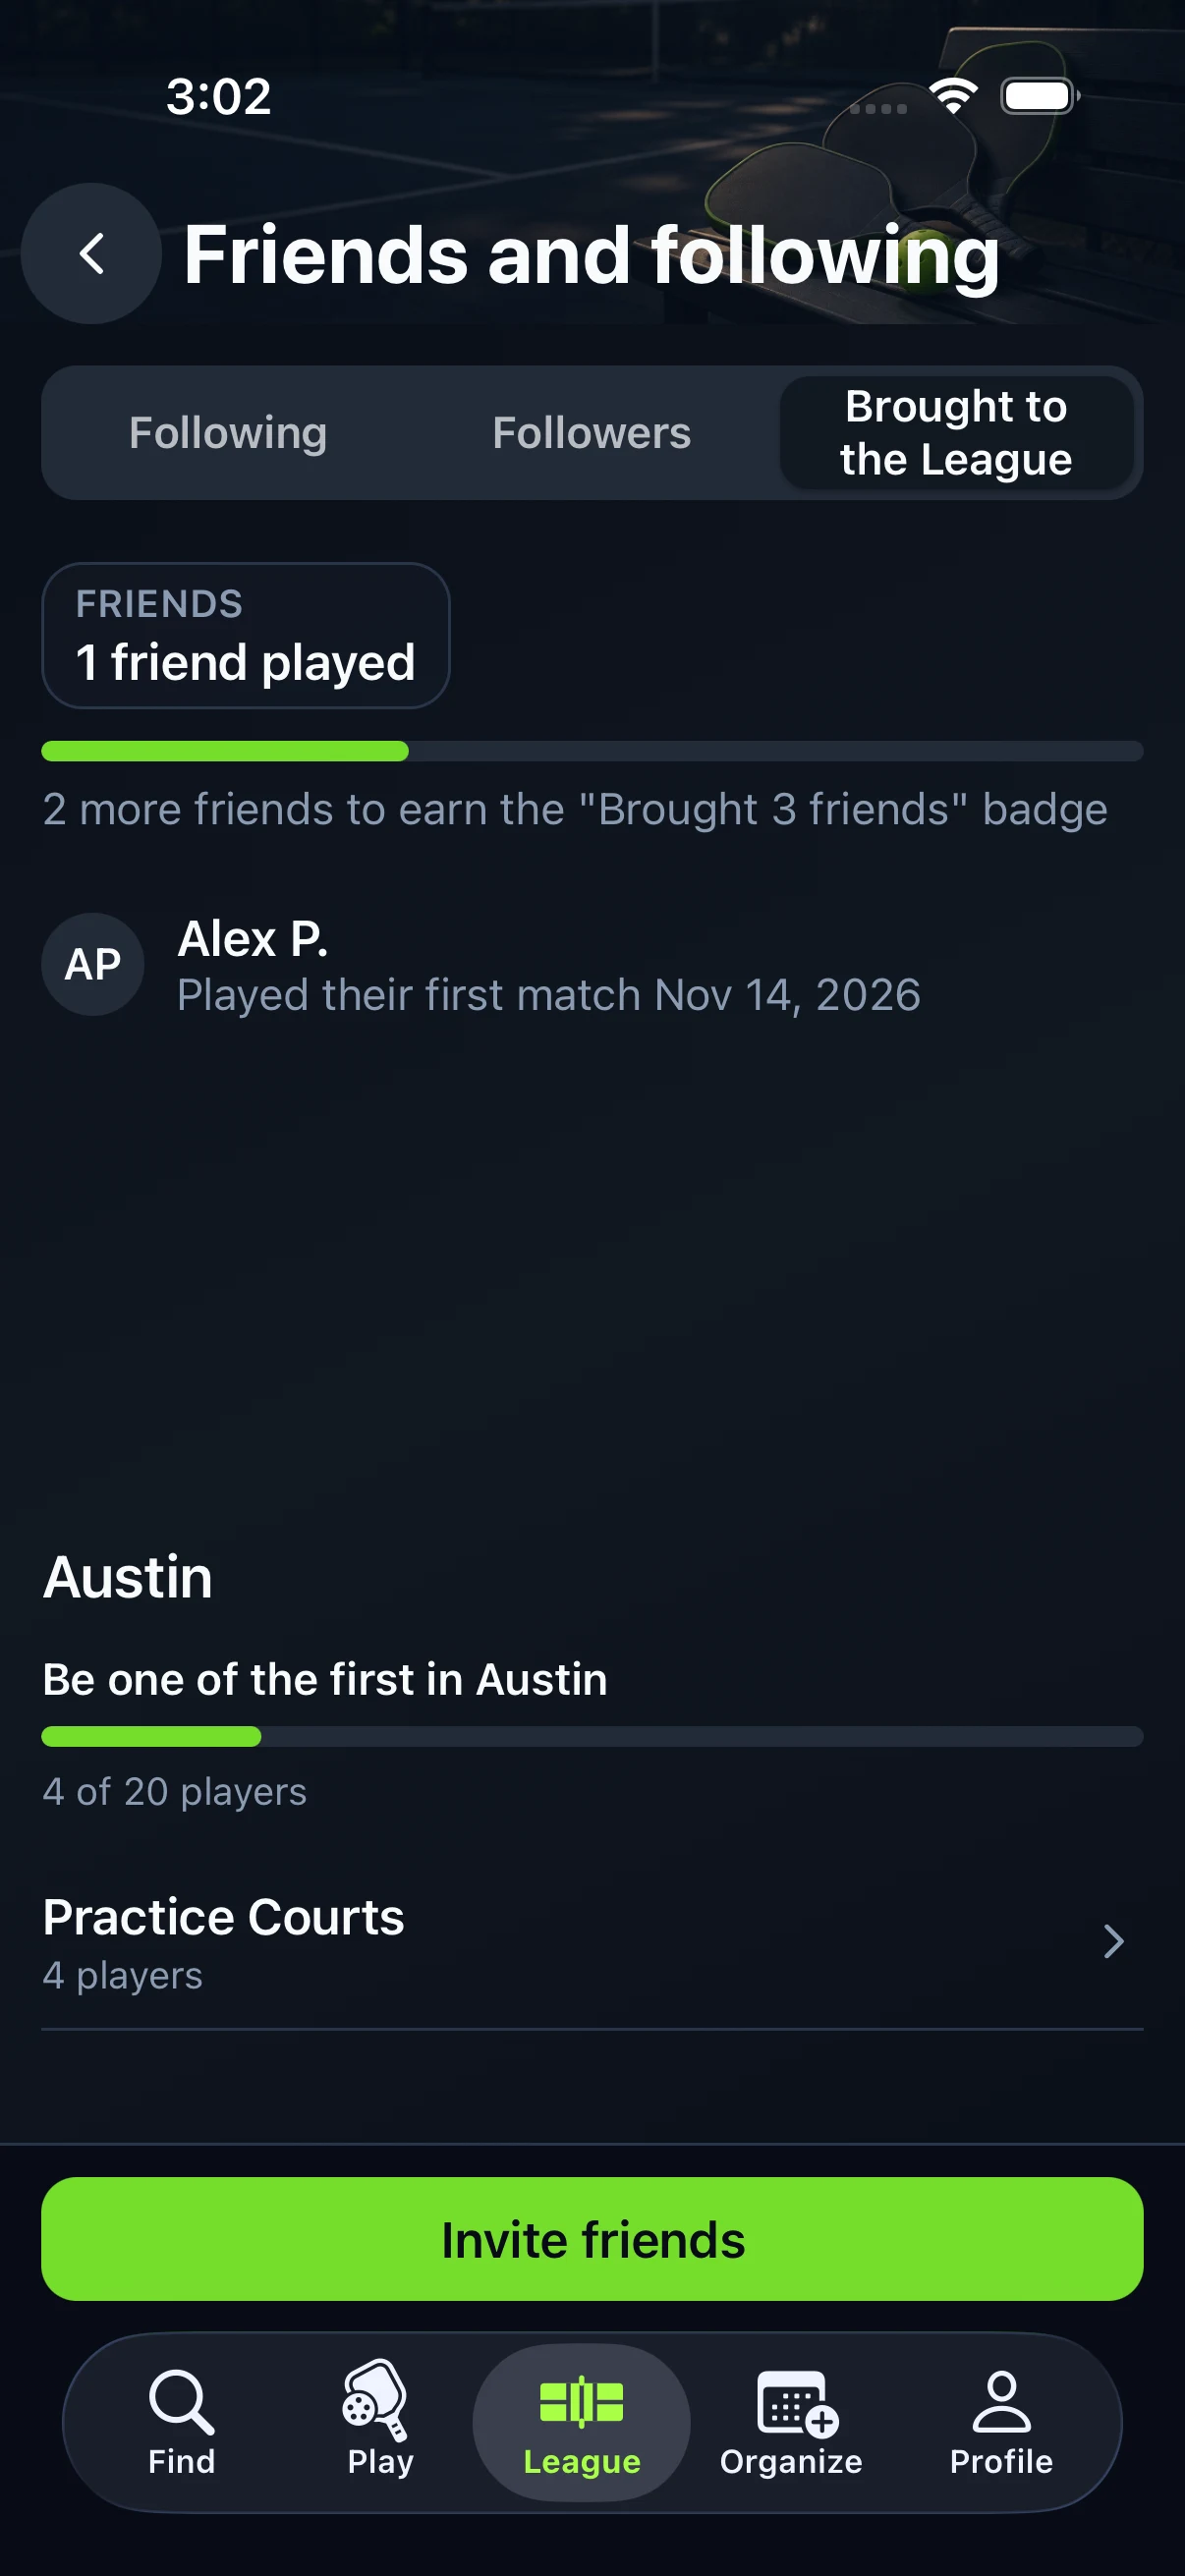 3:02
Friends and following
Following
Followers
Brought to
the League
FRIENDS
1 friend played
2 more friends to earn the "Brought 3 friends" badge
AP
Alex P.
Played their first match Nov 14, 2026
Austin
Be one of the first in Austin
4 of 20 players
Practice Courts
4 players
Invite friends
Find
Play
League
Organize
Profile